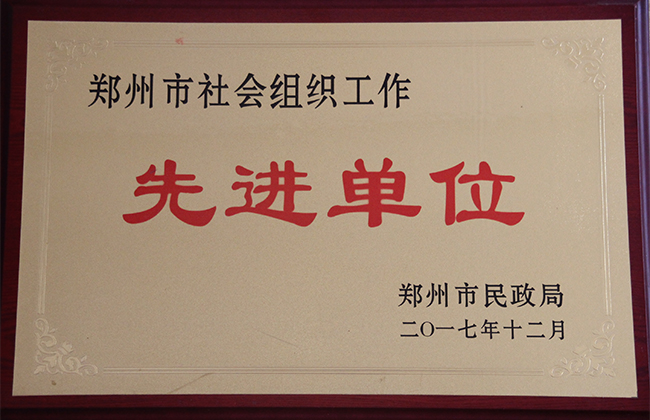 郑州市社会组织工作
先进单位
郑州市民政局
二〇一七年十二月